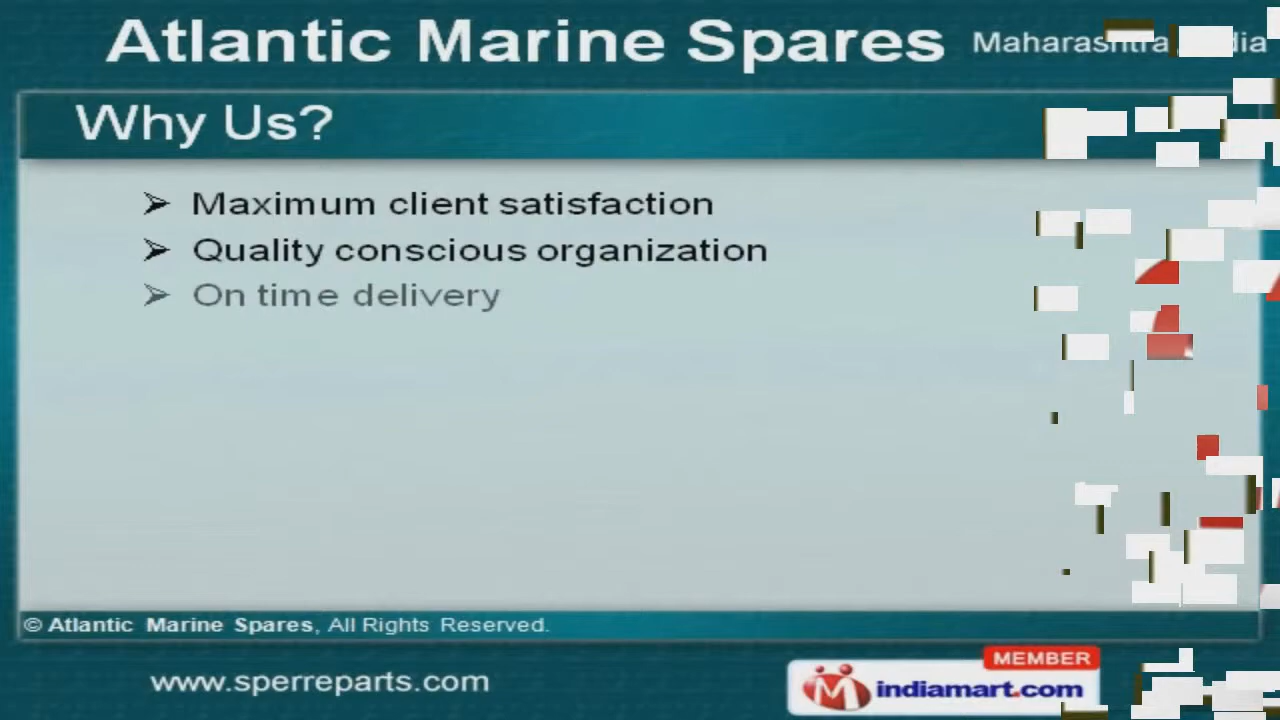 Atlantic Marine Spares
Maharashtra
Why Us?
➢ Maximum client satisfaction
➢ Quality conscious organization
➢ On time delivery
© Atlantic Marine Spares, All Rights Reserved.
www.sperreparts.com
MEMBER
indiamart.com